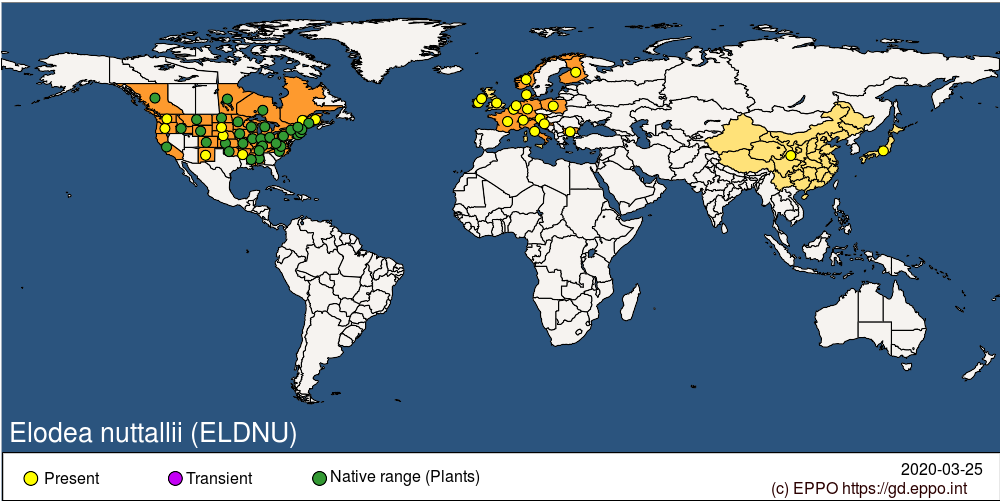 Elodea nuttallii (ELDNU)
Present
Transient
Native range (Plants)
2020-03-25
(c) EPPO https://gd.eppo.int